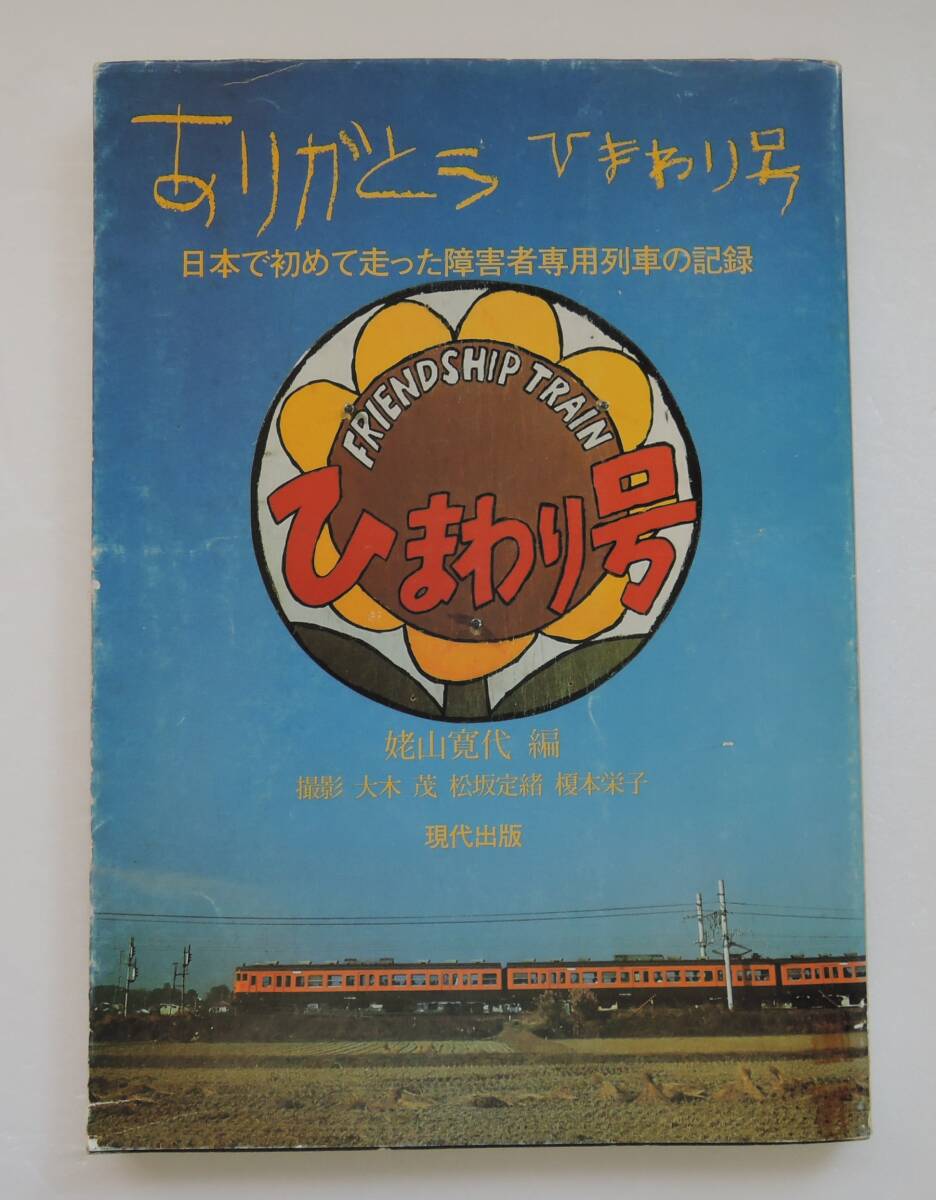 ありがとう ひまわり号
日本で初めて走った障害者専用列車の記録
FRIENDSHIP TRAIN
ひまわり号
姥山寛代 編
撮影 大木 茂 松坂定緒 榎本栄子
現代出版